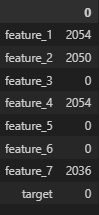 0
feature_1 2054
feature_2 2050
feature_3 0
feature_4 2054
feature_5 0
feature_6 0
feature_7 2036
target 0